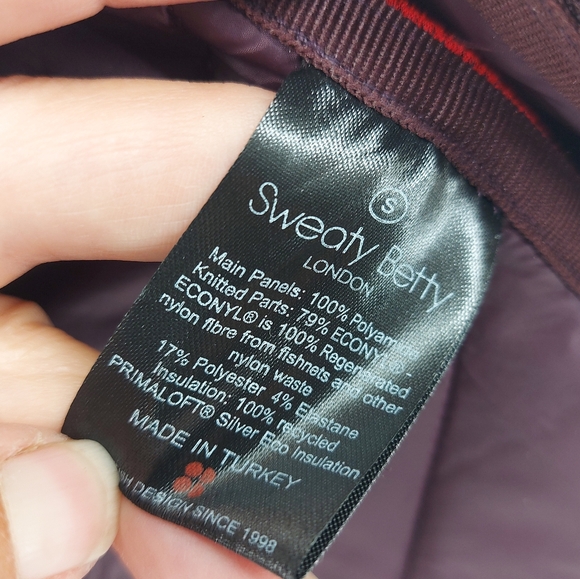 S
Sweaty Betty
LONDON
Main Panels: 100% Polyamide
Knitted Parts: 79% ECONYL® -
ECONYL® is 100% Regenerated
nylon fibre from fishnets and other
nylon waste
17% Polyester 4% Elastane
Insulation: 100% recycled
PRIMALOFT® Silver Eco Insulation
MADE IN TURKEY
DESIGN SINCE 1998